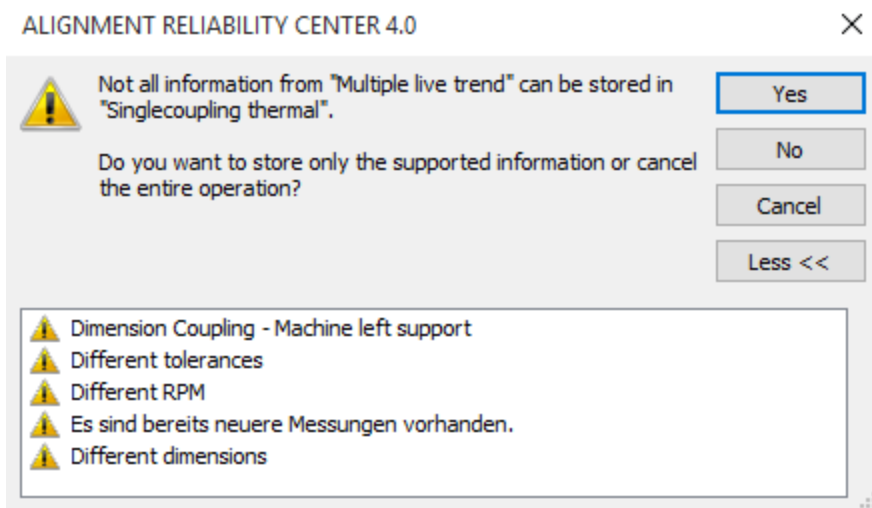 ALIGNMENT RELIABILITY CENTER 4.0
Not all information from "Multiple live trend" can be stored in
"Singlecoupling thermal".
Do you want to store only the supported information or cancel
the entire operation?
Yes
No
Cancel
Less <<
Dimension Coupling - Machine left support
Different tolerances
Different RPM
Es sind bereits neuere Messungen vorhanden.
Different dimensions